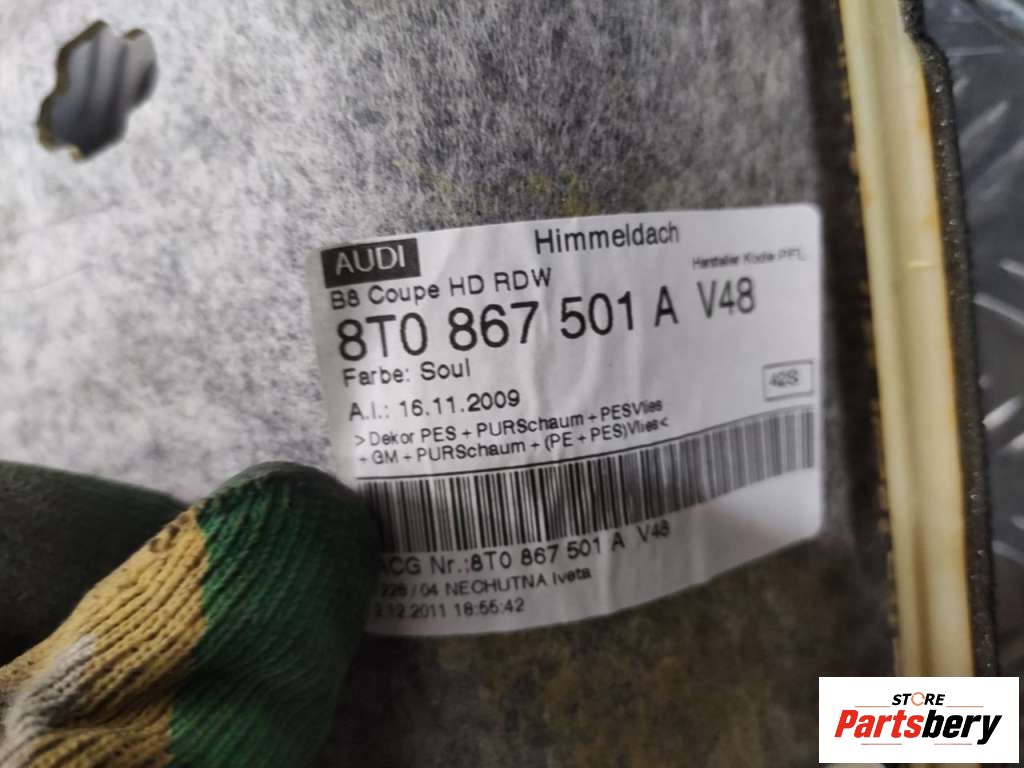 AUDI
Himmeldach
B8 Coupe HD RDW
Hersteller Kode
8T0 867 501 A V48
Farbe: Soul
42S
A.I.: 16.11.2009
>Dekor PES + PURSchaum + PESVlies
+ GM + PURSchaum + (PE + PES)Vlies<
ACG Nr.:8T0 867 501 A V48
226 / 04 NECHUTNA Iveta
.12.2011 18:55:42
STORE
Partsbery